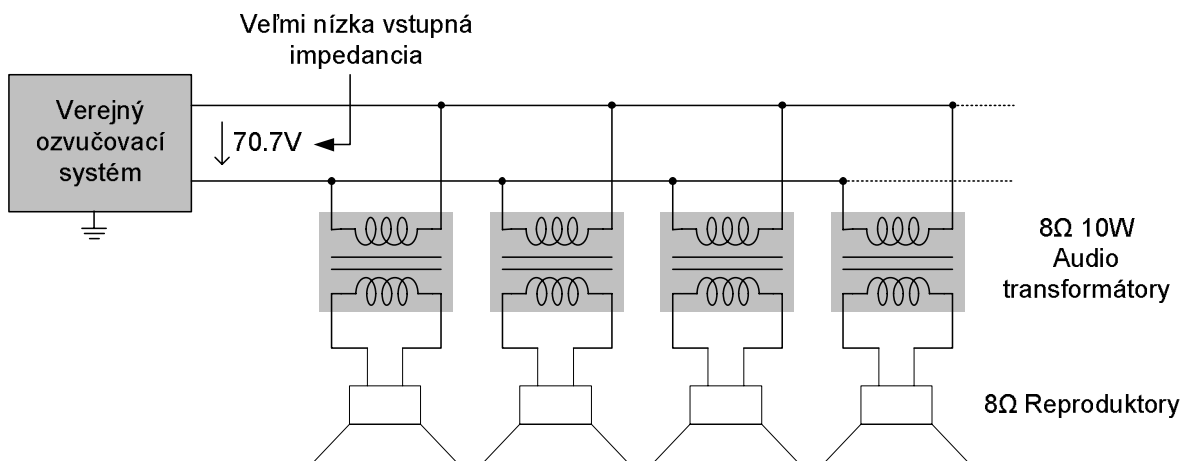 Veľmi nízka vstupná
impedancia
Verejný
ozvučovací
systém
70.7V
8Ω 10W
Audio
transformátory
8Ω Reproduktory